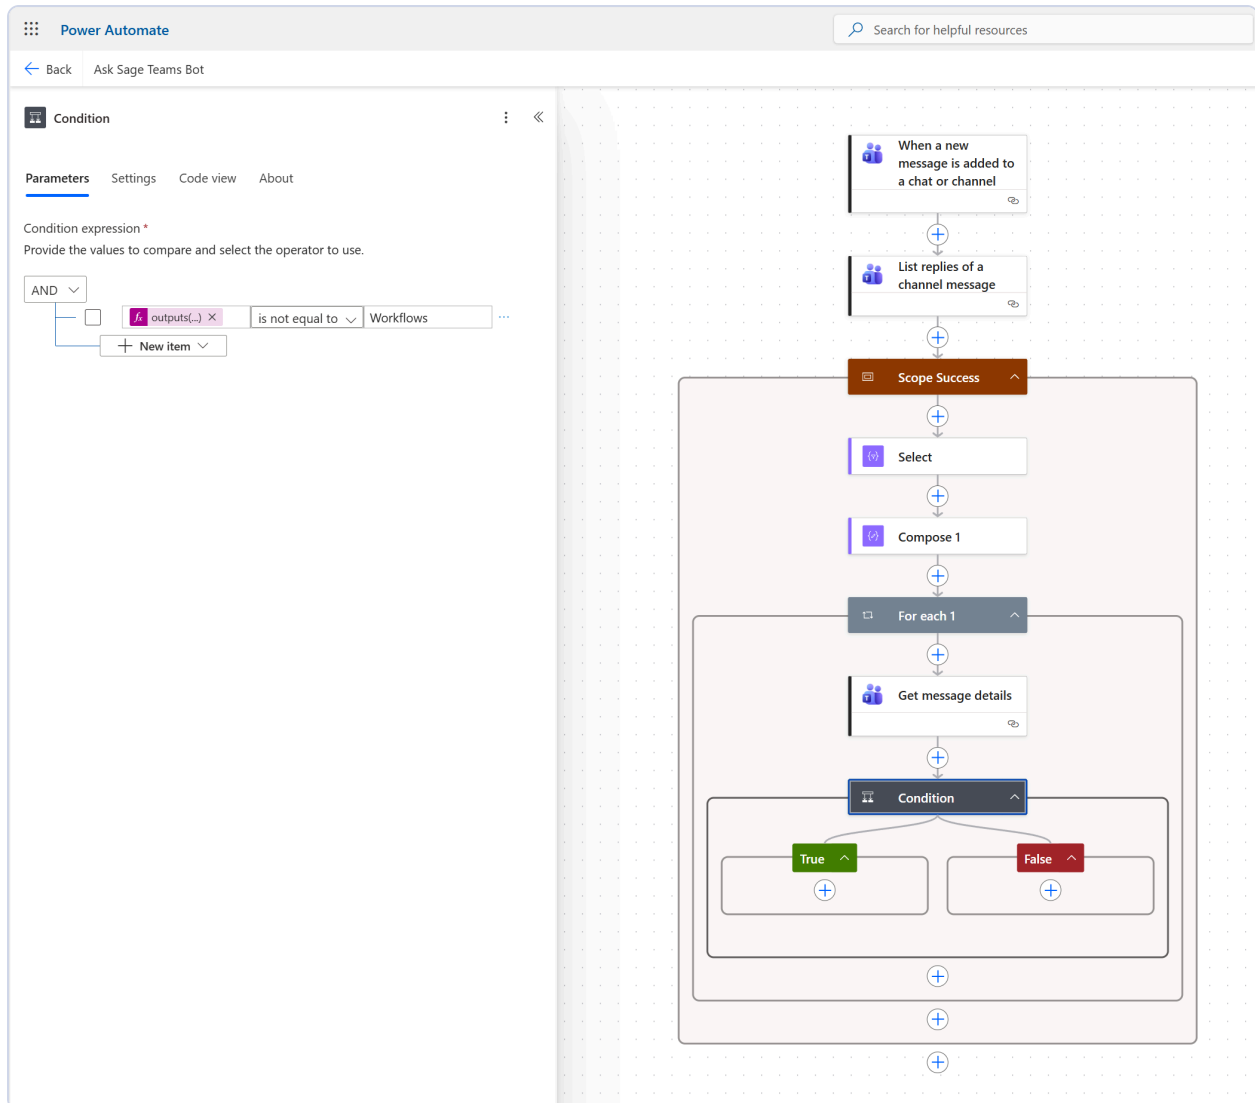 Power Automate
Search for helpful resources
Back
Ask Sage Teams Bot
Condition
Parameters Settings Code view About
Condition expression *
Provide the values to compare and select the operator to use.
AND
fx outputs(...) × is not equal to Workflows ...
New item
When a new
message is added to
a chat or channel
List replies of a
channel message
Scope Success
Select
Compose 1
For each 1
Get message details
Condition
True
False